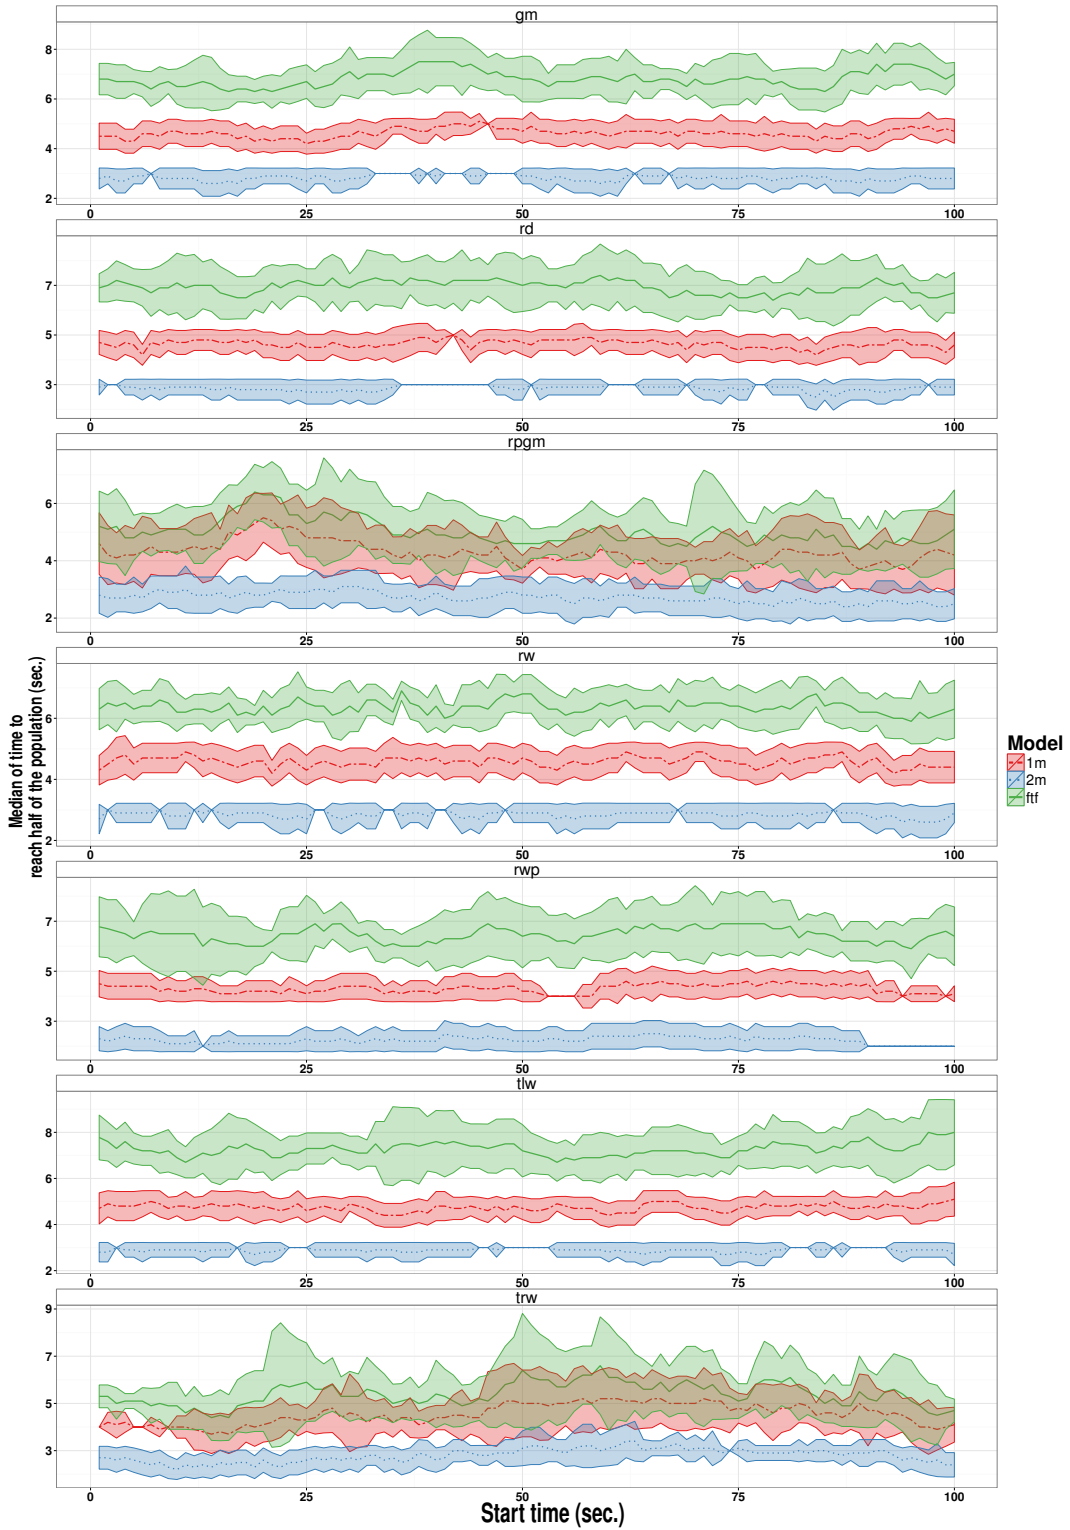 gm
8
6
4
2
0 25 50 75 100
rd
7
5
3
0 25 50 75 100
rpgm
6
4
2
0 25 50 75 100
rw
6
4
2
0 25 50 75 100
rwp
7
5
3
0 25 50 75 100
tlw
8
6
4
2
0 25 50 75 100
trw
9
7
5
3
0 25 50 75 100
Start time (sec.)
Median of time to
reach half of the population (sec.)
Model
1m
2m
ftf